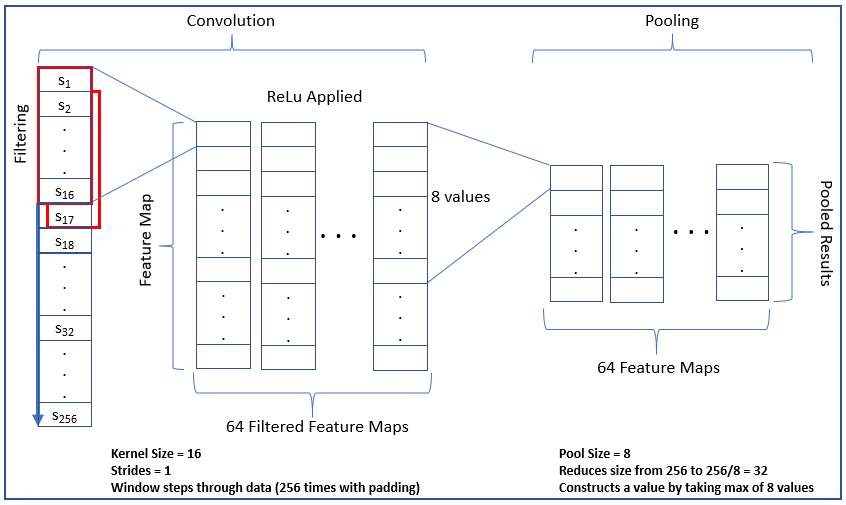 Convolution
Pooling
ReLu Applied
Filtering
s1
s2
.
.
.
s16
s17
s18
.
.
.
s32
.
.
.
s256
Feature Map
. . .
8 values
. . .
Pooled Results
64 Filtered Feature Maps
64 Feature Maps
Kernel Size = 16
Strides = 1
Window steps through data (256 times with padding)
Pool Size = 8
Reduces size from 256 to 256/8 = 32
Constructs a value by taking max of 8 values